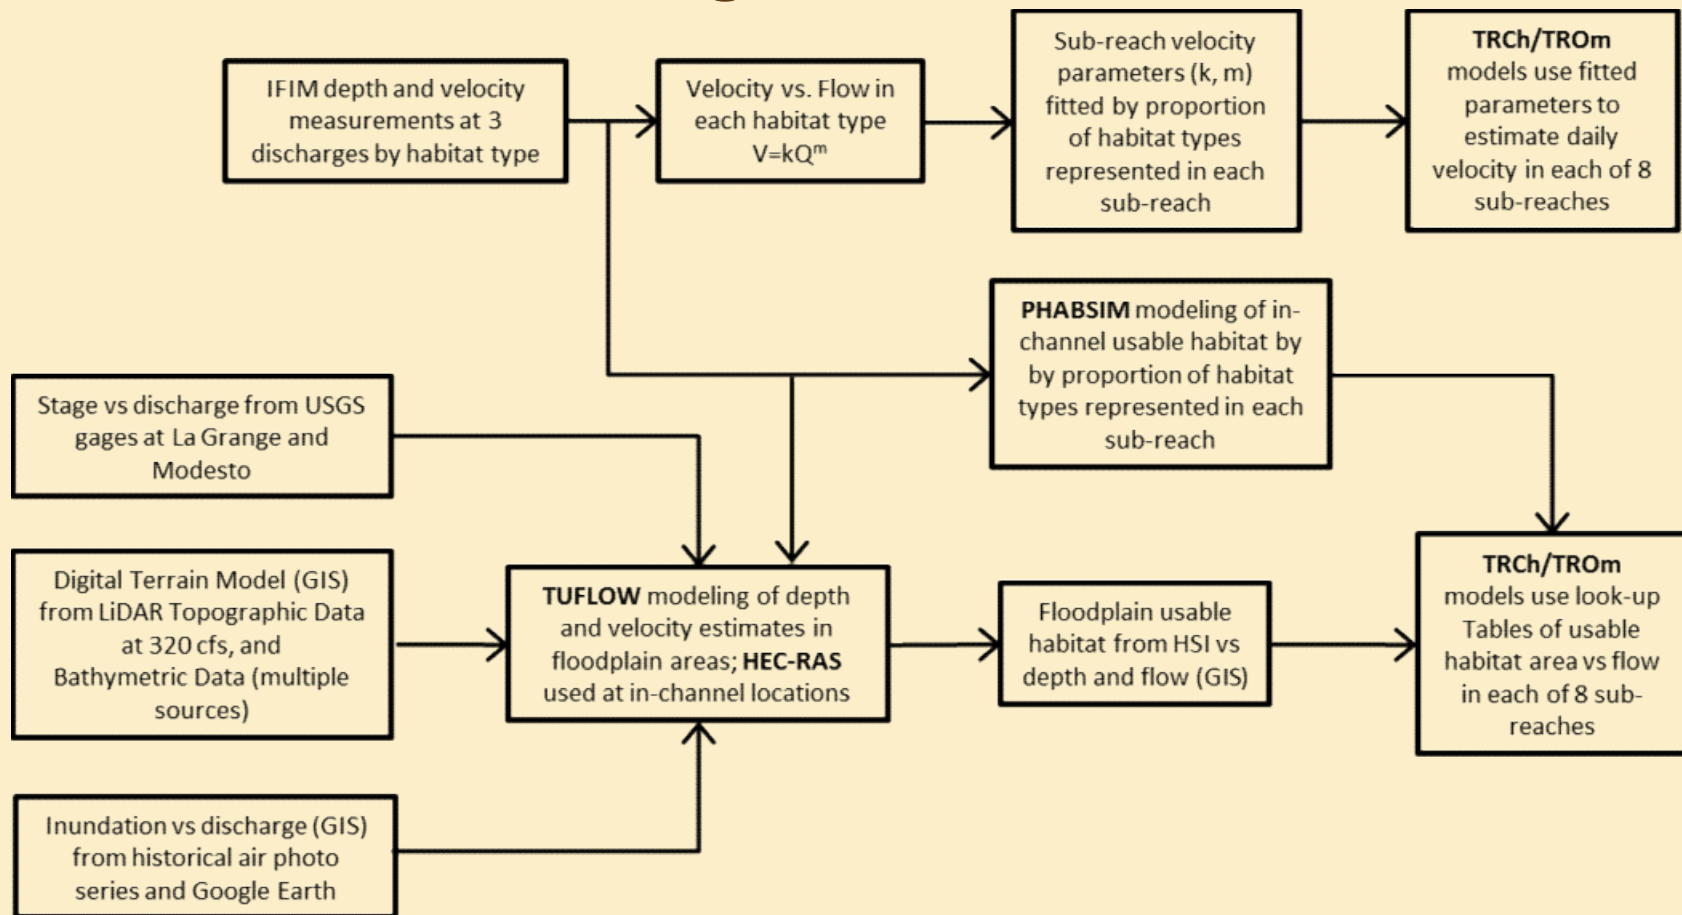 IFIM depth and velocity
measurements at 3
discharges by habitat type
Velocity vs. Flow in
each habitat type
V=kQᵐ
Sub-reach velocity
parameters (k, m)
fitted by proportion
of habitat types
represented in each
sub-reach
TRCh/TROm
models use fitted
parameters to
estimate daily
velocity in each of 8
sub-reaches
PHABSIM modeling of in-
channel usable habitat by
by proportion of habitat
types represented in each
sub-reach
Stage vs discharge from USGS
gages at La Grange and
Modesto
Digital Terrain Model (GIS)
from LiDAR Topographic Data
at 320 cfs, and
Bathymetric Data (multiple
sources)
TUFLOW modeling of depth
and velocity estimates in
floodplain areas; HEC-RAS
used at in-channel locations
Floodplain usable
habitat from HSI vs
depth and flow (GIS)
TRCh/TROm
models use look-up
Tables of usable
habitat area vs flow
in each of 8 sub-
reaches
Inundation vs discharge (GIS)
from historical air photo
series and Google Earth